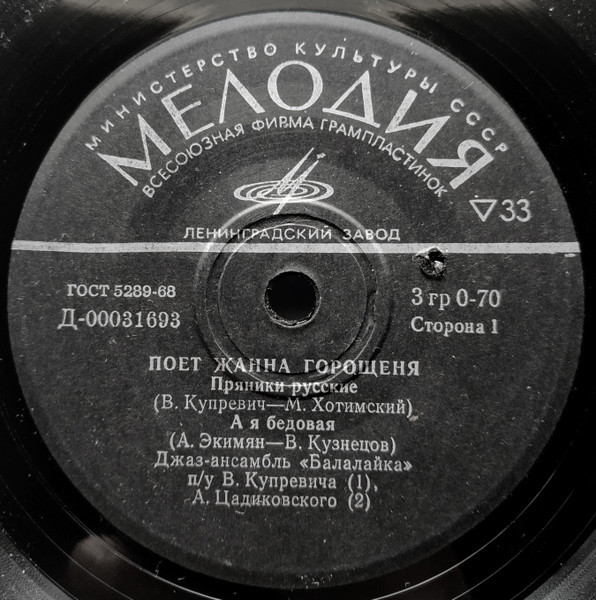 МИНИСТЕРСТВО КУЛЬТУРЫ СССР
МЕЛОДИЯ
ВСЕСОЮЗНАЯ ФИРМА ГРАМПЛАСТИНОК
▽33
ЛЕНИНГРАДСКИЙ ЗАВОД
ГОСТ 5289-68
Д-00031693
3 гр 0-70
Сторона 1
ПОЕТ ЖАННА ГОРОЩЕНЯ
Пряники русские
(В. Купревич—М. Хотимский)
А я бедовая
(А. Экимян—В. Кузнецов)
Джаз-ансамбль «Балалайка»
п/у В. Купревича (1),
А. Цадиковского (2)